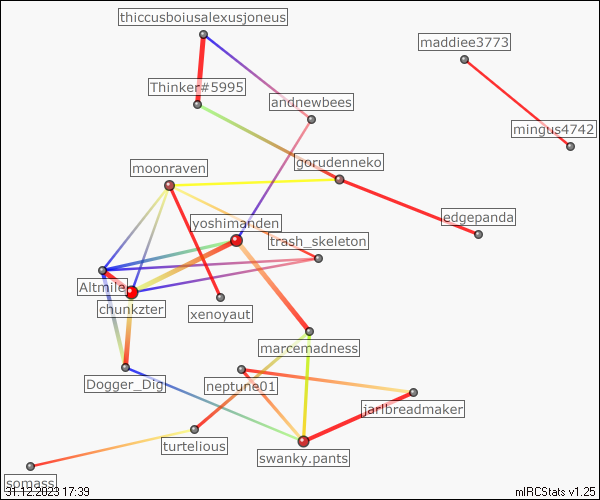 thiccusboiusalexusjoneus
maddiee3773
Thinker#5995
andnewbees
mingus4742
gorudenneko
moonraven
edgepanda
yoshimanden
trash_skeleton
Altmile
chunkzter
xenoyaut
marcemadness
Dogger_Dig
neptune01
jarlbreadmaker
turtelious
swanky.pants
somass
31.12.2023 17:39
mIRCStats v1.25